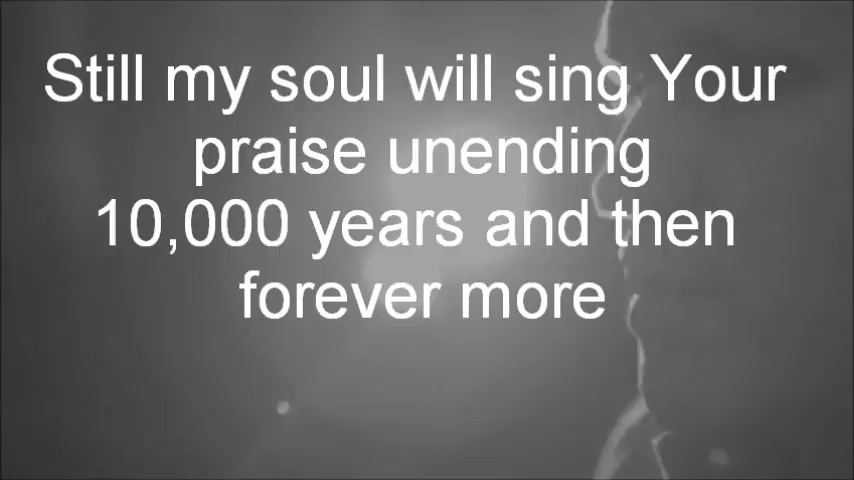 Still my soul will sing Your
praise unending
10,000 years and then
forever more